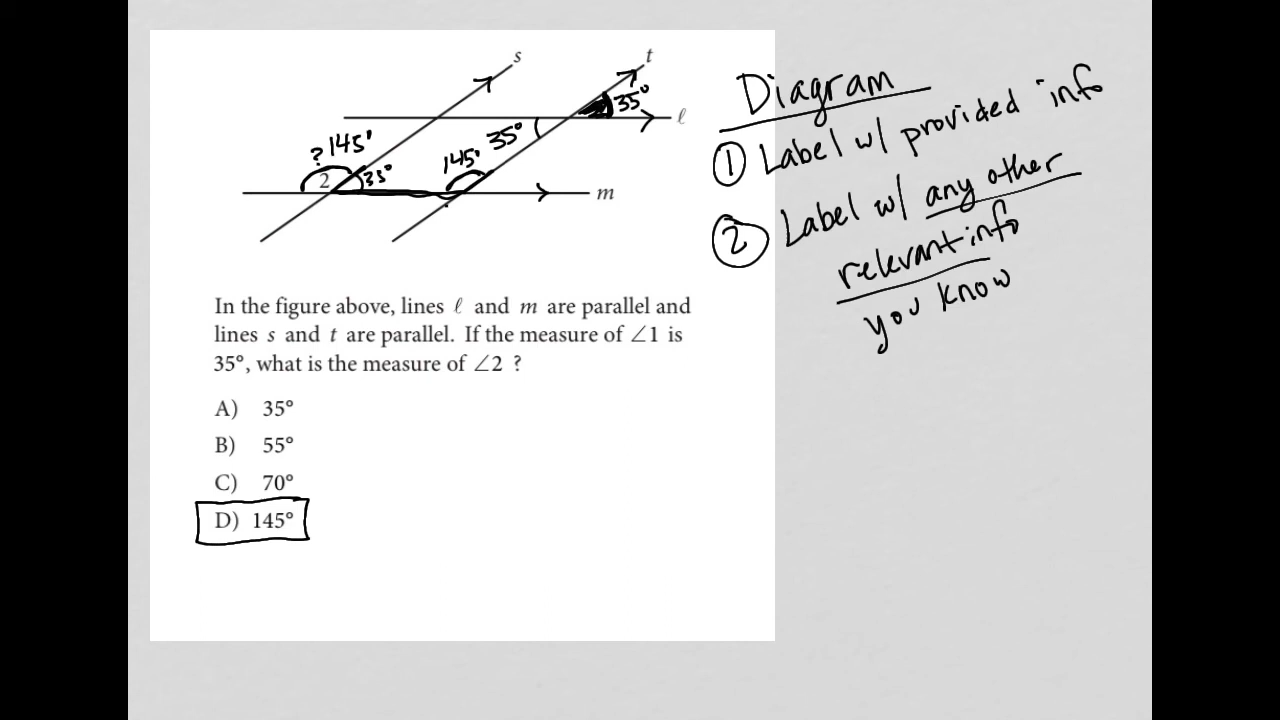 s
t
35°
ℓ
35°
?145°
145°
2
35°
m
Diagram
① Label w/ provided info
② Label w/ any other
relevant info
you know
In the figure above, lines ℓ and m are parallel and
lines s and t are parallel. If the measure of ∠1 is
35°, what is the measure of ∠2 ?
A) 35°
B) 55°
C) 70°
D) 145°